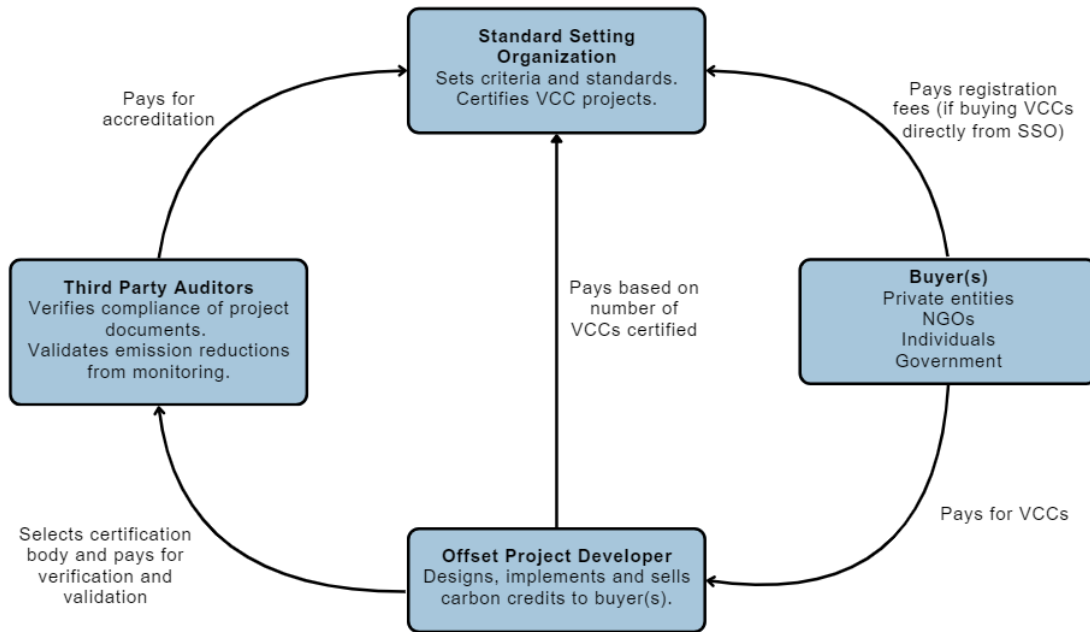 Standard Setting
Organization
Sets criteria and standards.
Certifies VCC projects.
Pays for
accreditation
Pays registration
fees (if buying VCCs
directly from SSO)
Third Party Auditors
Verifies compliance of project
documents.
Validates emission reductions
from monitoring.
Pays based on
number of
VCCs certified
Buyer(s)
Private entities
NGOs
Individuals
Government
Selects certification
body and pays for
verification and
validation
Offset Project Developer
Designs, implements and sells
carbon credits to buyer(s).
Pays for VCCs